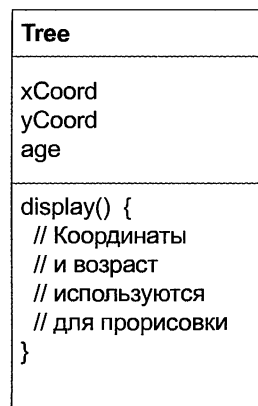 Tree
xCoord
yCoord
age
display() {
// Координаты
// и возраст
// используются
// для прорисовки
}